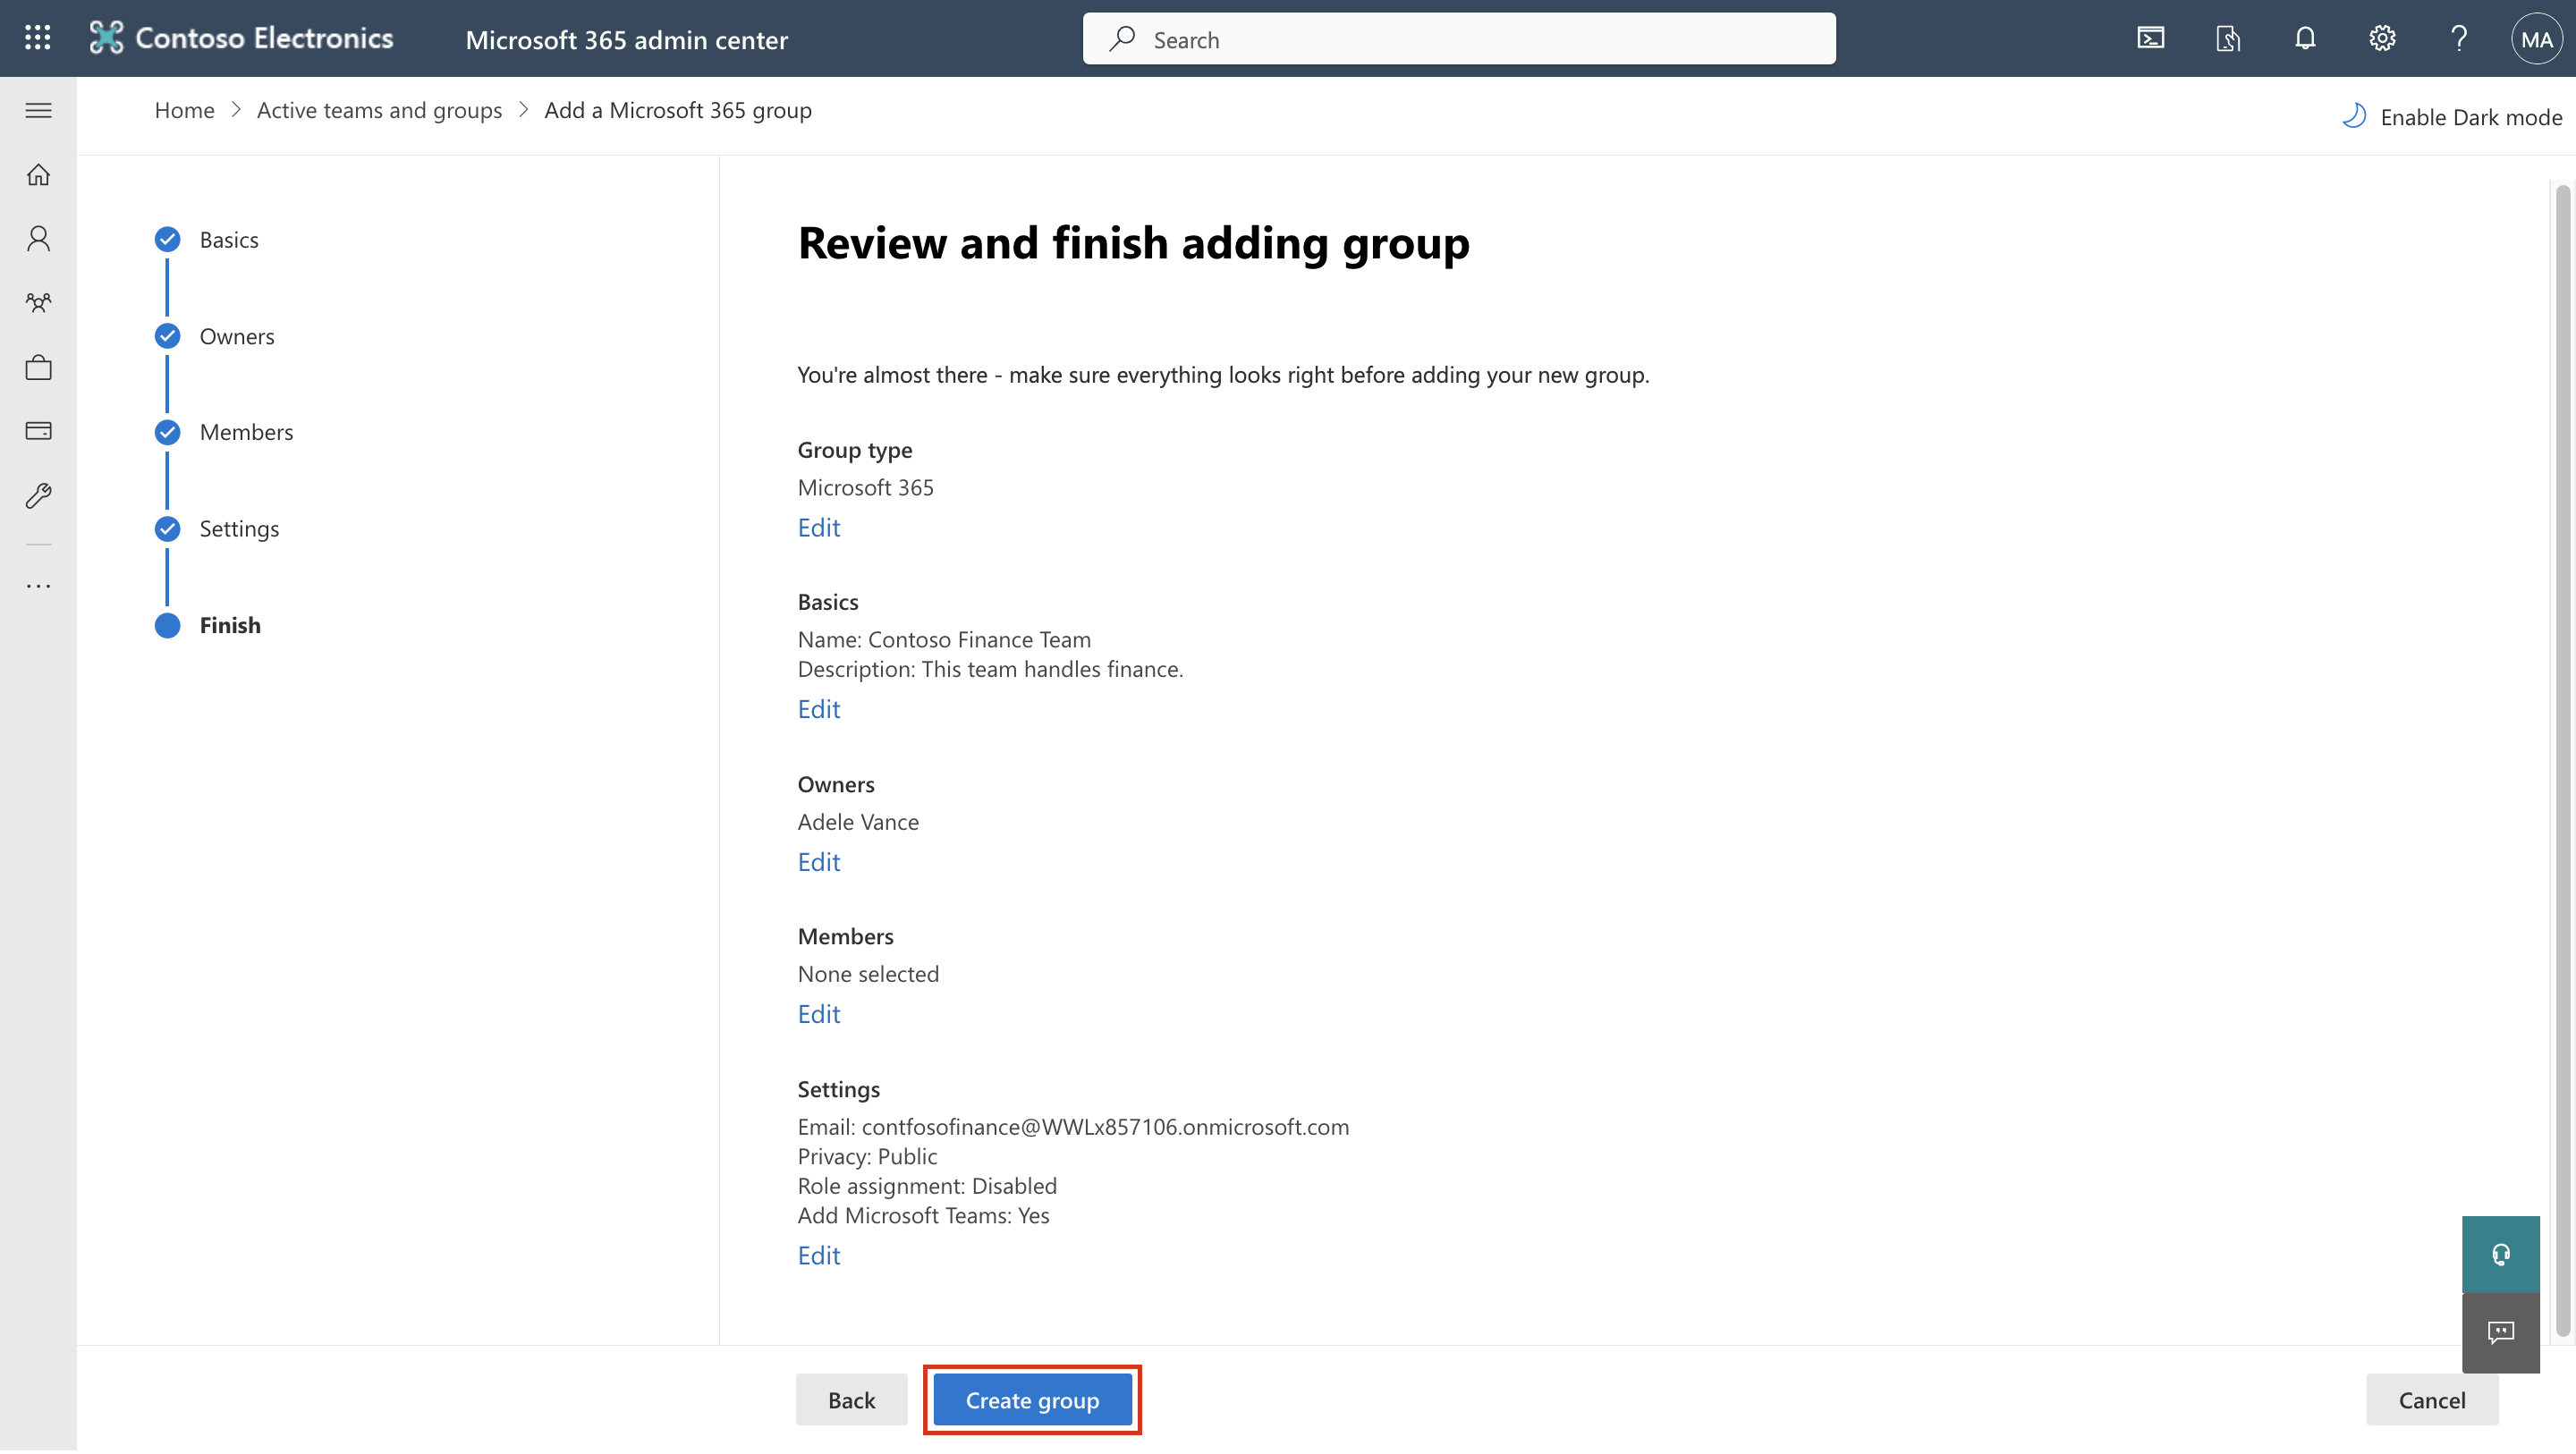 Contoso Electronics
Microsoft 365 admin center
Search
MA
Home > Active teams and groups > Add a Microsoft 365 group
Enable Dark mode
Basics
Owners
Members
Settings
Finish
Review and finish adding group
You're almost there - make sure everything looks right before adding your new group.
Group type
Microsoft 365
Edit
Basics
Name: Contoso Finance Team
Description: This team handles finance.
Edit
Owners
Adele Vance
Edit
Members
None selected
Edit
Settings
Email: contfosofinance@WWLx857106.onmicrosoft.com
Privacy: Public
Role assignment: Disabled
Add Microsoft Teams: Yes
Edit
Back
Create group
Cancel